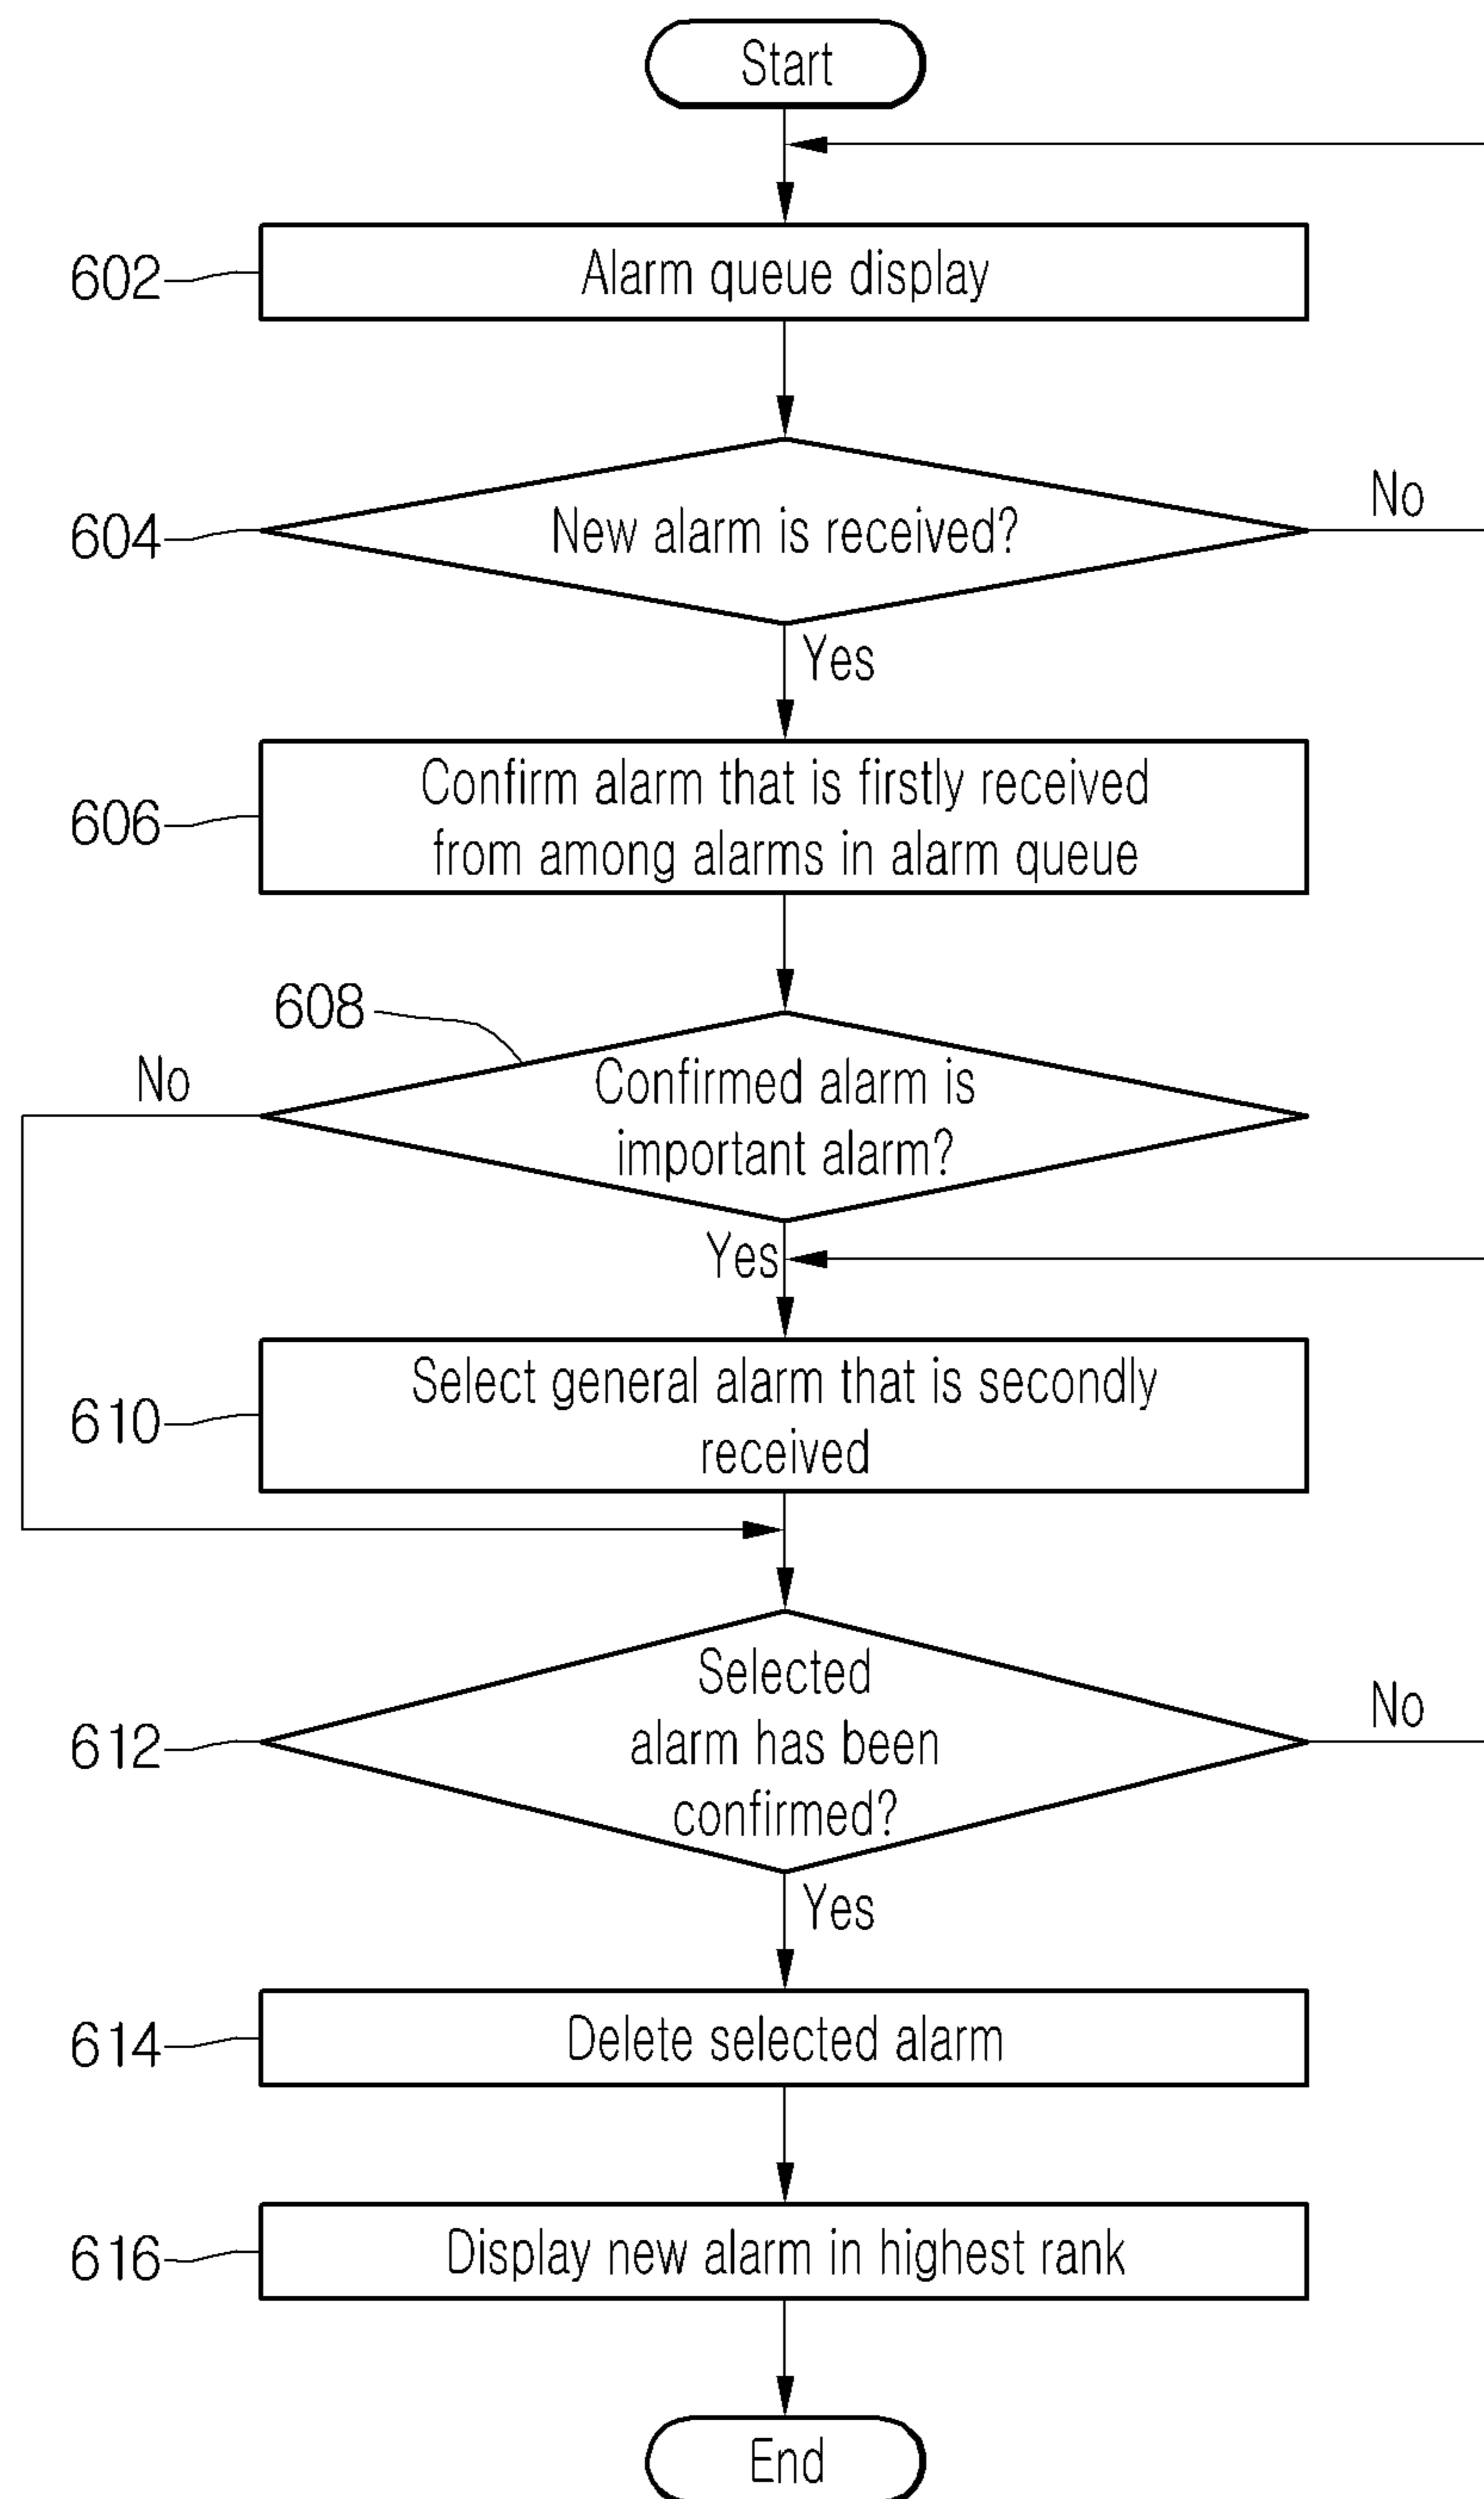 Start
602
Alarm queue display
604
New alarm is received?
No
Yes
606
Confirm alarm that is firstly received
from among alarms in alarm queue
608
No
Confirmed alarm is
important alarm?
Yes
610
Select general alarm that is secondly
received
612
Selected
alarm has been
confirmed?
No
Yes
614
Delete selected alarm
616
Display new alarm in highest rank
End